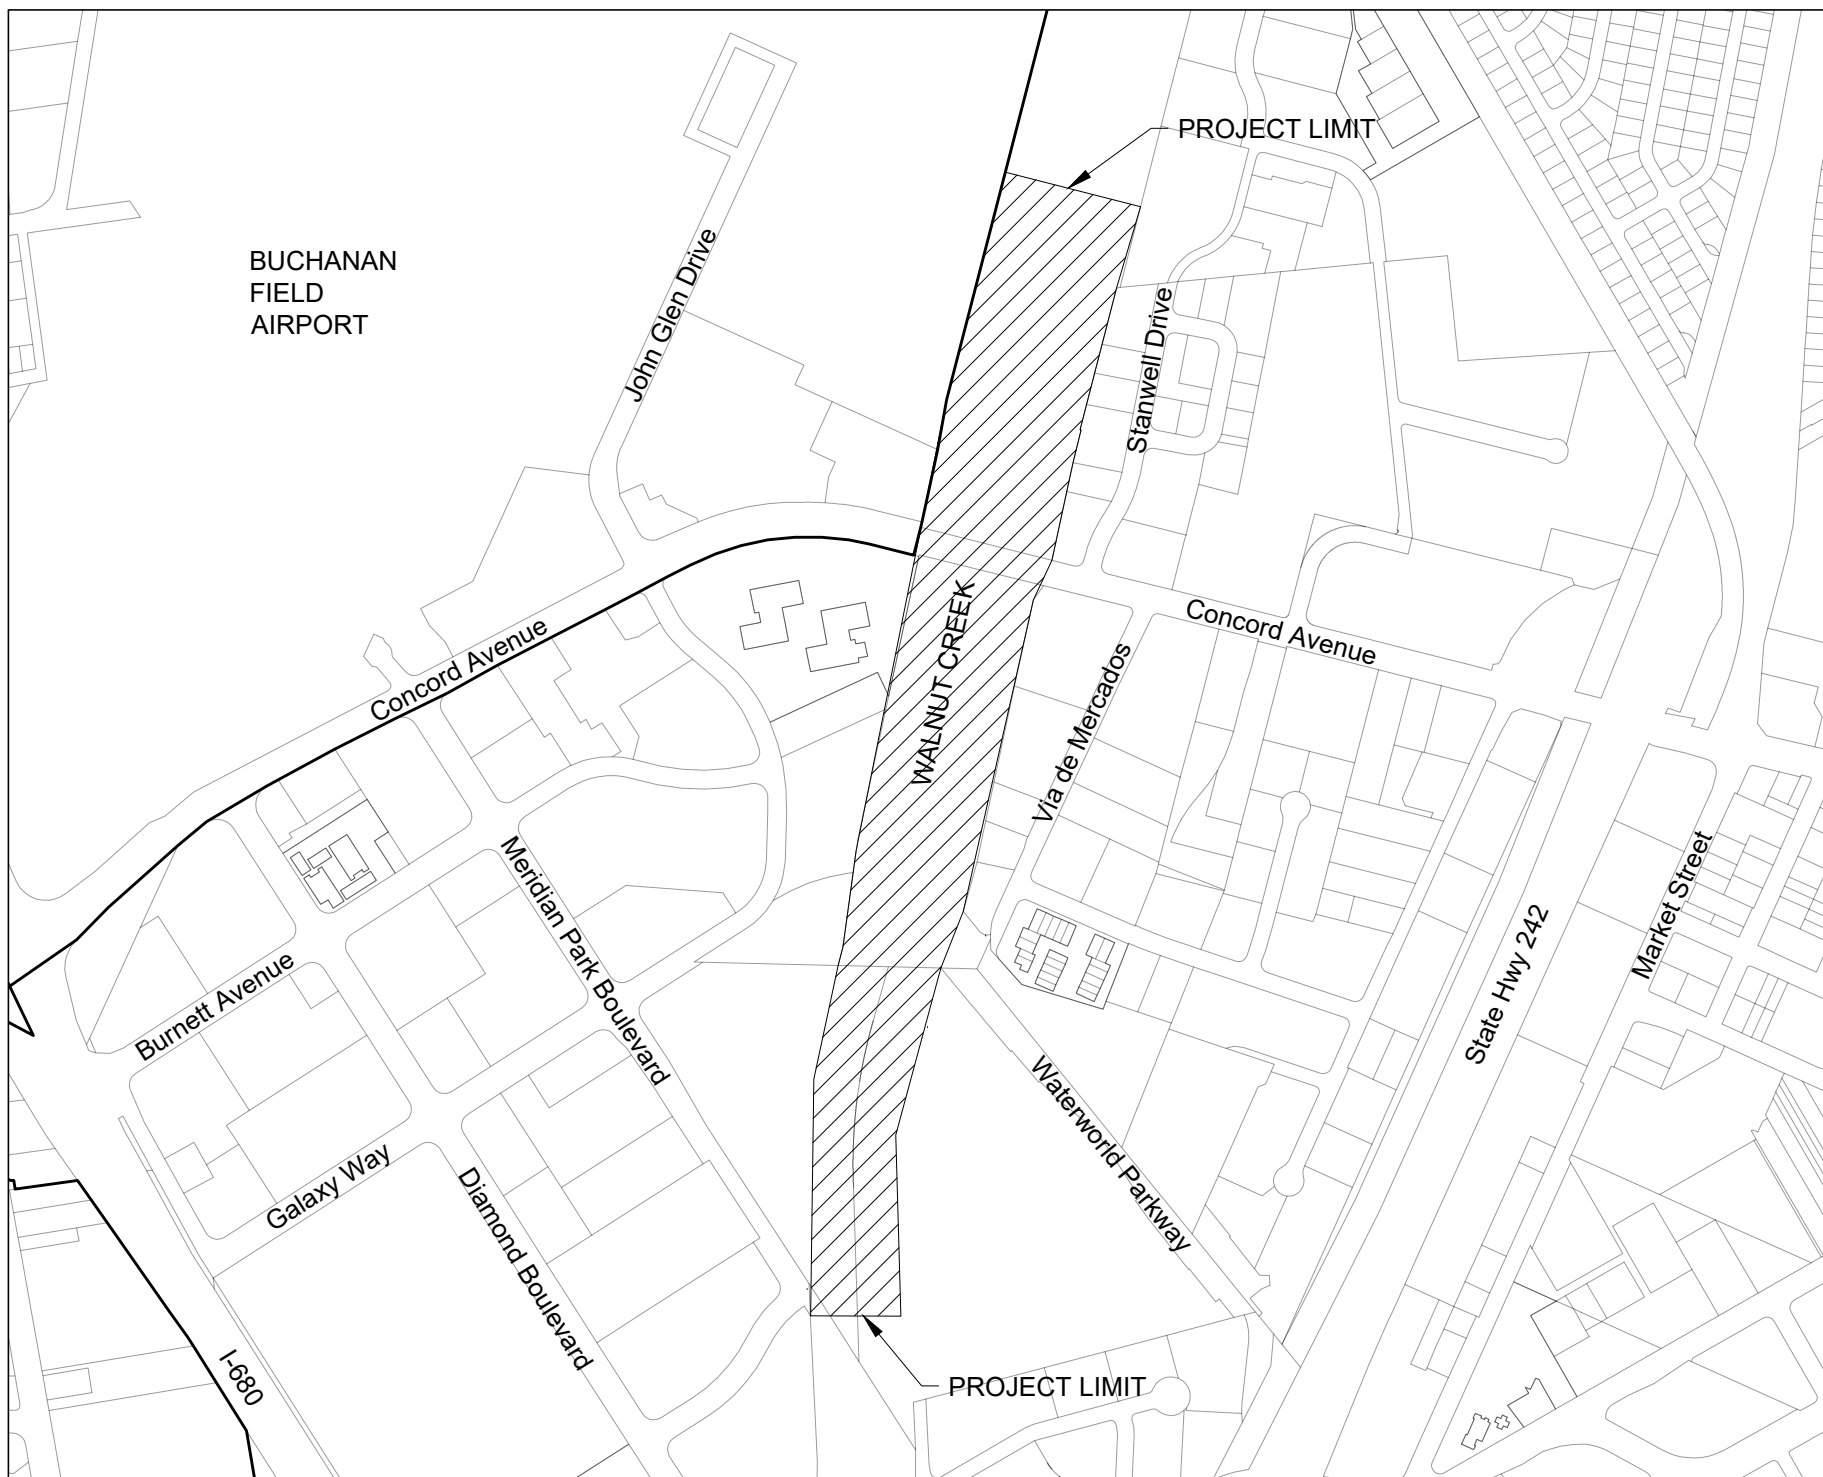 PROJECT LIMIT
BUCHANAN
FIELD
AIRPORT
John Glen Drive
Stanwell Drive
WALNUT CREEK
Concord Avenue
Concord Avenue
Via de Mercados
Meridian Park Boulevard
Market Street
State Hwy 242
Burnett Avenue
Waterworld Parkway
Galaxy Way
Diamond Boulevard
I-680
PROJECT LIMIT